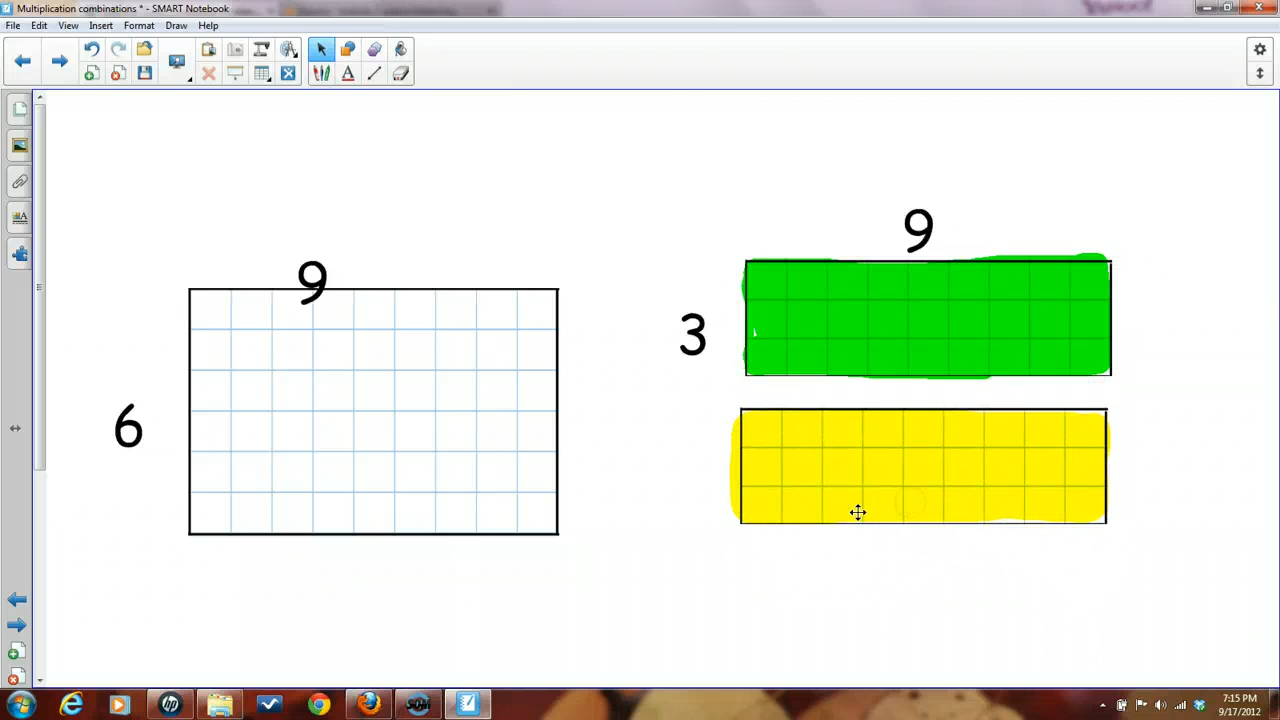 Multiplication combinations * - SMART Notebook
File Edit View Insert Format Draw Help
9
6
9
3
7:15 PM
9/17/2012